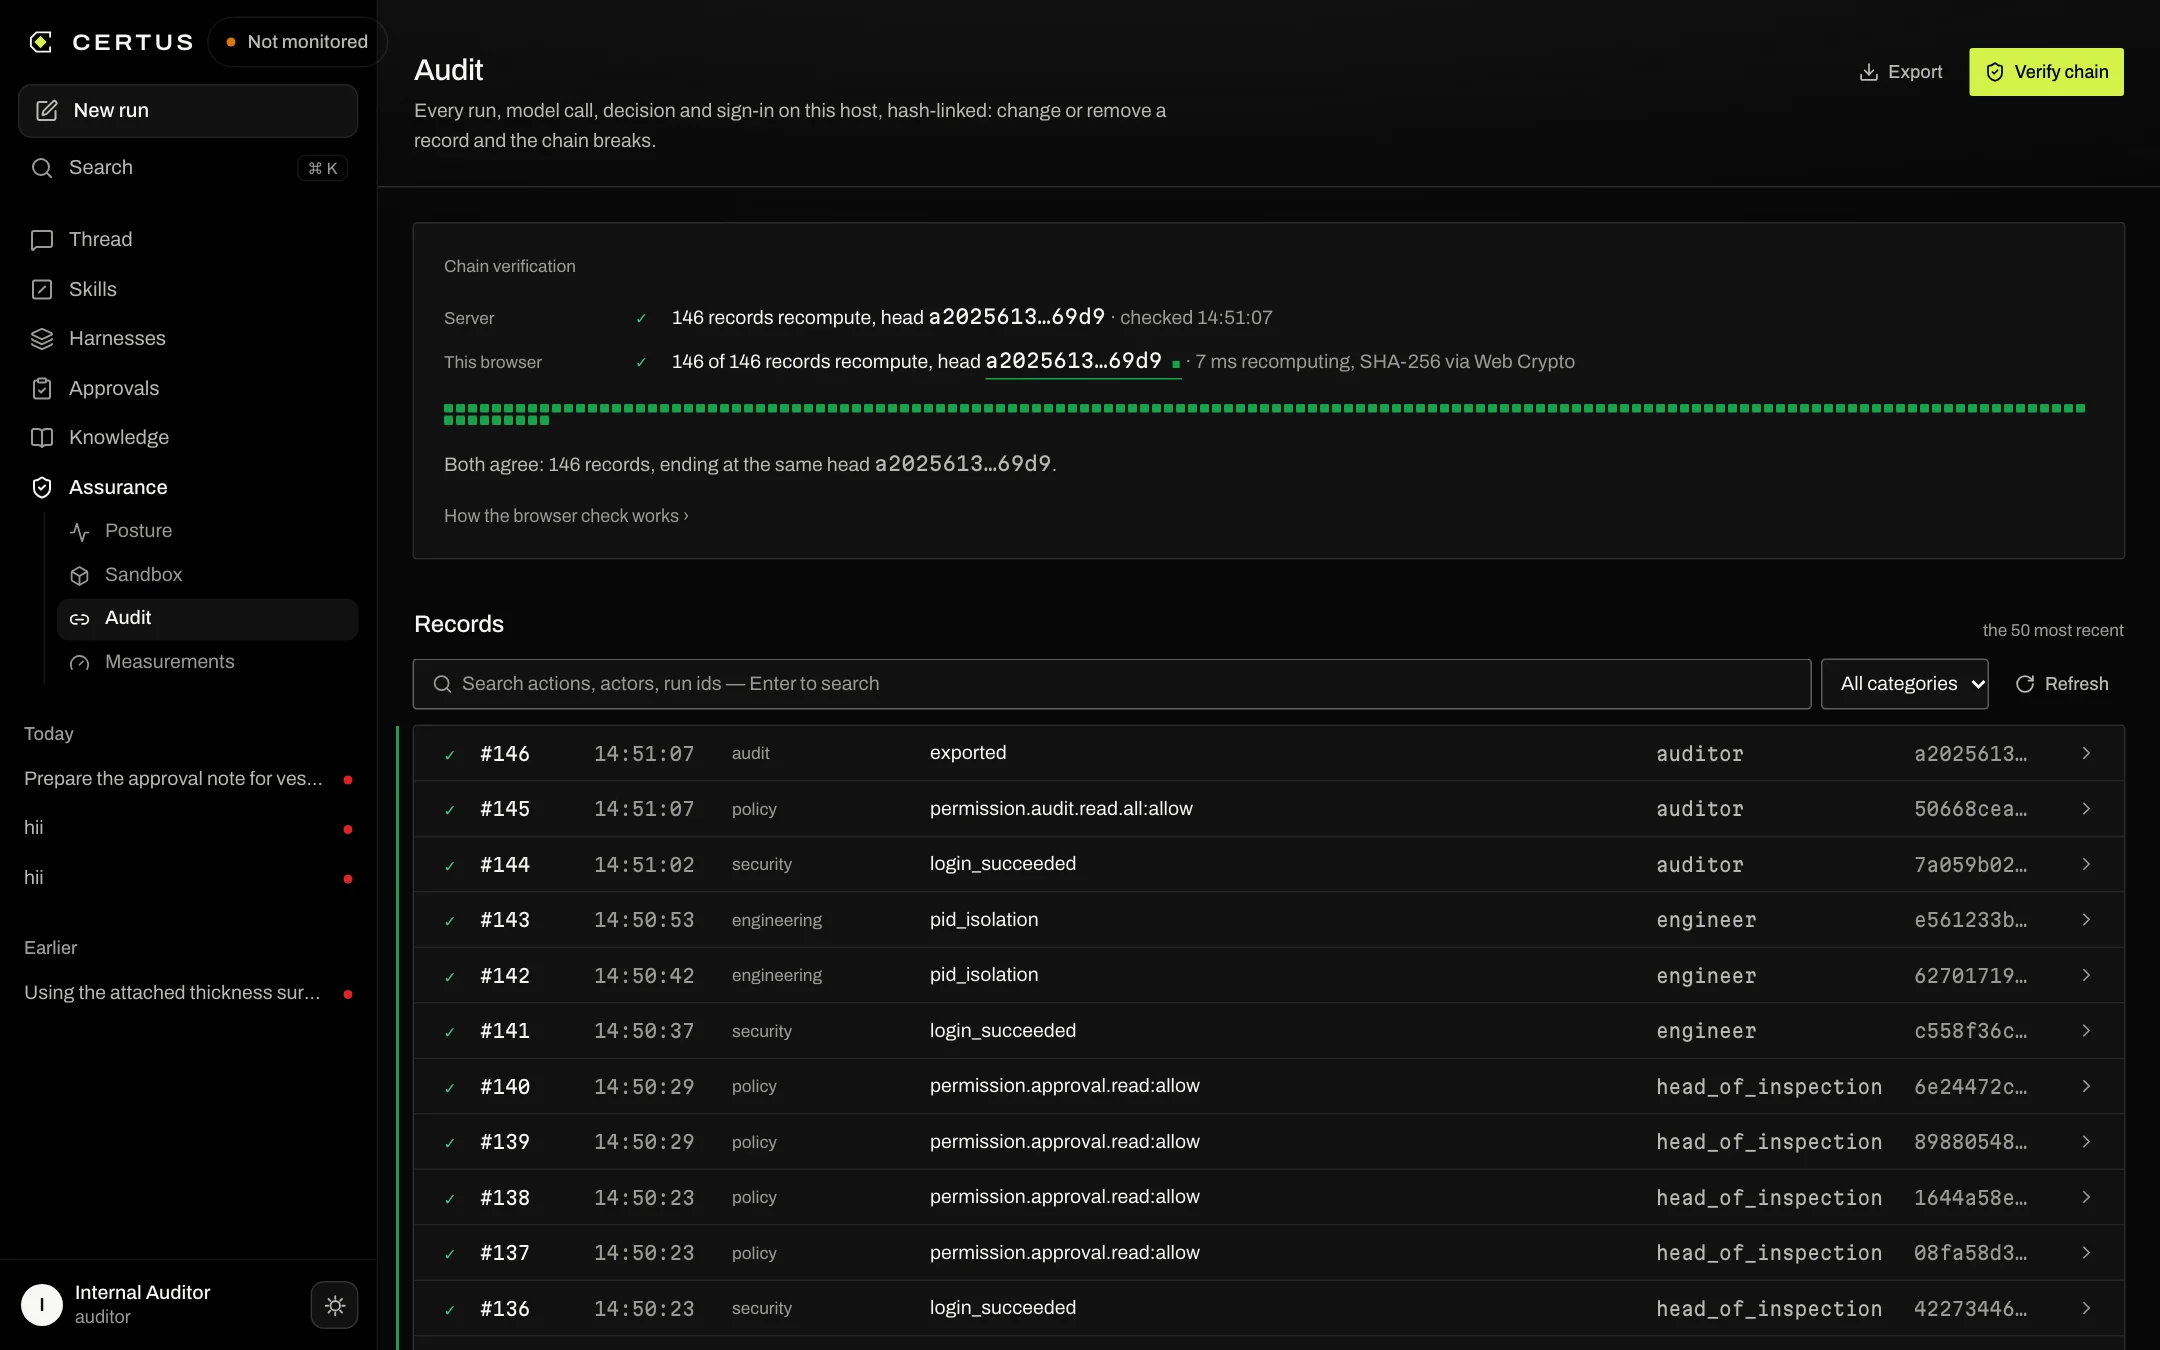 CERTUS
Not monitored
New run
Search
⌘ K
Thread
Skills
Harnesses
Approvals
Knowledge
Assurance
Posture
Sandbox
Audit
Measurements
Today
Prepare the approval note for ves...
hii
hii
Earlier
Using the attached thickness sur...
I
Internal Auditor
auditor
Audit
Every run, model call, decision and sign-in on this host, hash-linked: change or remove a
record and the chain breaks.
Export
Verify chain
Chain verification
Server ✓ 146 records recompute, head a2025613…69d9 · checked 14:51:07
This browser ✓ 146 of 146 records recompute, head a2025613…69d9 · 7 ms recomputing, SHA-256 via Web Crypto
Both agree: 146 records, ending at the same head a2025613…69d9.
How the browser check works ›
Records
the 50 most recent
Search actions, actors, run ids — Enter to search
All categories
Refresh
✓ #146 14:51:07 audit exported auditor a2025613…
✓ #145 14:51:07 policy permission.audit.read.all:allow auditor 50668cea…
✓ #144 14:51:02 security login_succeeded auditor 7a059b02…
✓ #143 14:50:53 engineering pid_isolation engineer e561233b…
✓ #142 14:50:42 engineering pid_isolation engineer 62701719…
✓ #141 14:50:37 security login_succeeded engineer c558f36c…
✓ #140 14:50:29 policy permission.approval.read:allow head_of_inspection 6e24472c…
✓ #139 14:50:29 policy permission.approval.read:allow head_of_inspection 89880548…
✓ #138 14:50:23 policy permission.approval.read:allow head_of_inspection 1644a58e…
✓ #137 14:50:23 policy permission.approval.read:allow head_of_inspection 08fa58d3…
✓ #136 14:50:23 security login_succeeded head_of_inspection 42273446…